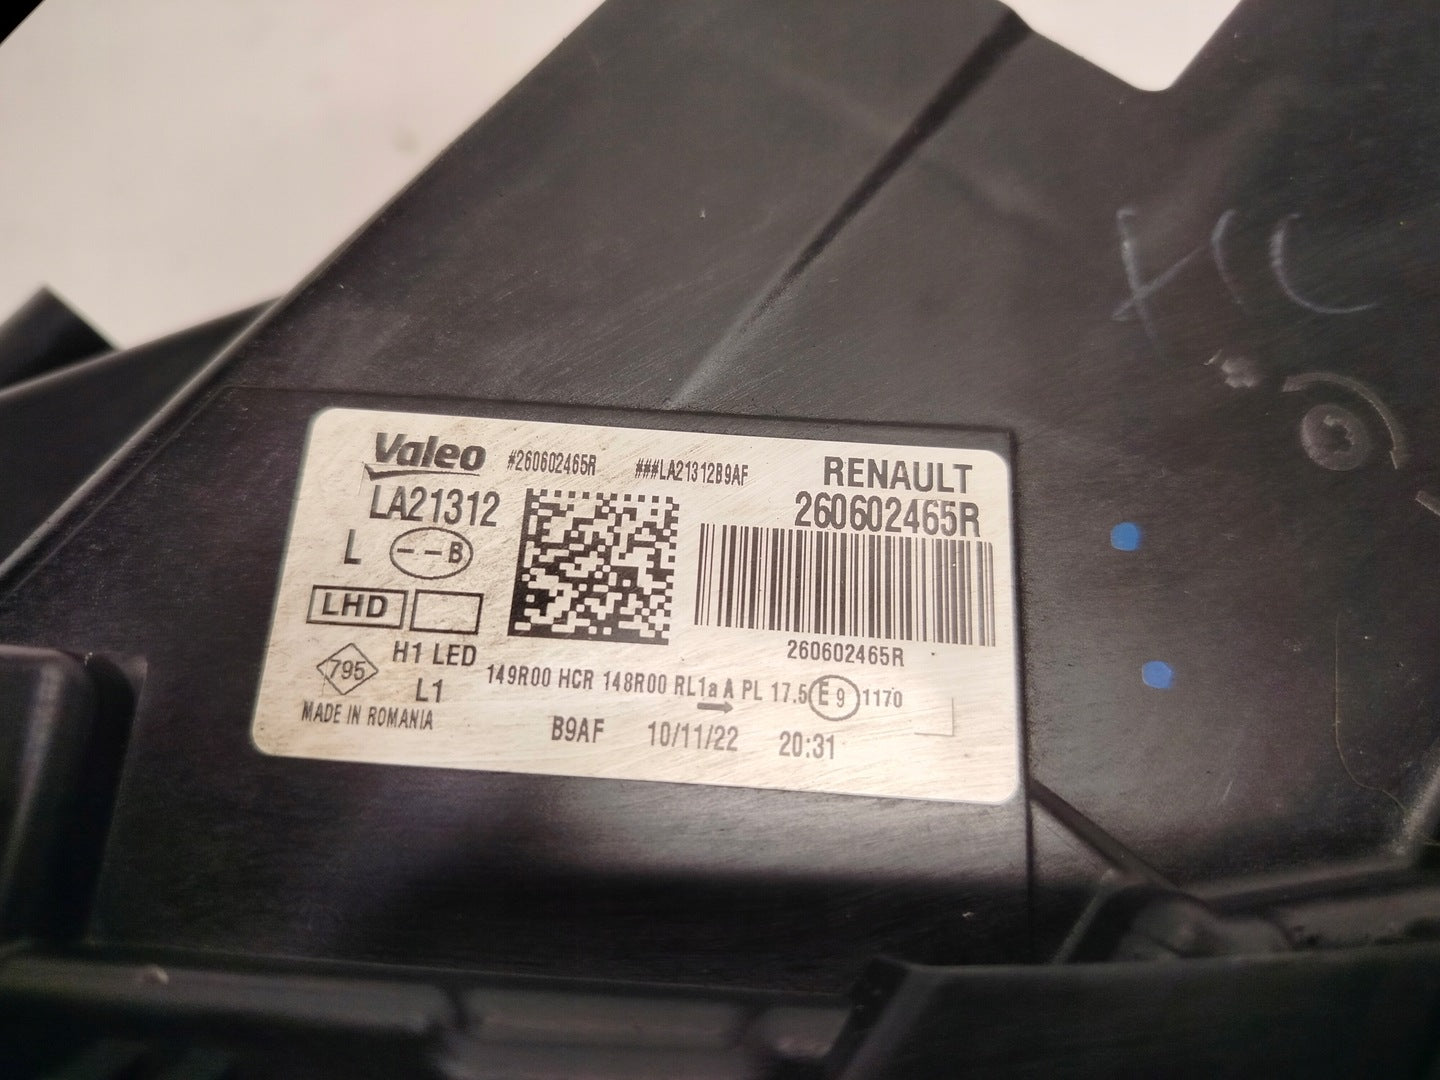 Valeo #260602465R ###LA21312B9AF RENAULT
LA21312 260602465R
L --B
LHD
260602465R
795 H1 LED
L1
149R00 HCR 148R00 RL1a A PL 17.5 E9 1170
MADE IN ROMANIA
B9AF 10/11/22 20:31